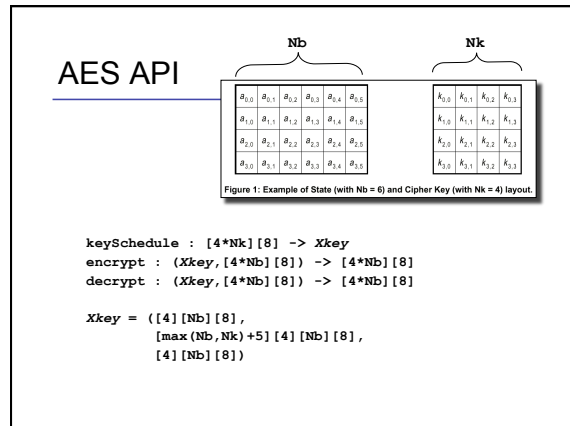 Nb Nk
AES API
a0,0 a0,1 a0,2 a0,3 a0,4 a0,5 k0,0 k0,1 k0,2 k0,3
a1,0 a1,1 a1,2 a1,3 a1,4 a1,5 k1,0 k1,1 k1,2 k1,3
a2,0 a2,1 a2,2 a2,3 a2,4 a2,5 k2,0 k2,1 k2,2 k2,3
a3,0 a3,1 a3,2 a3,3 a3,4 a3,5 k3,0 k3,1 k3,2 k3,3
Figure 1: Example of State (with Nb = 6) and Cipher Key (with Nk = 4) layout.
keySchedule : [4*Nk][8] -> Xkey
encrypt : (Xkey,[4*Nb][8]) -> [4*Nb][8]
decrypt : (Xkey,[4*Nb][8]) -> [4*Nb][8]
Xkey = ([4][Nb][8],
[max(Nb,Nk)+5][4][Nb][8],
[4][Nb][8])